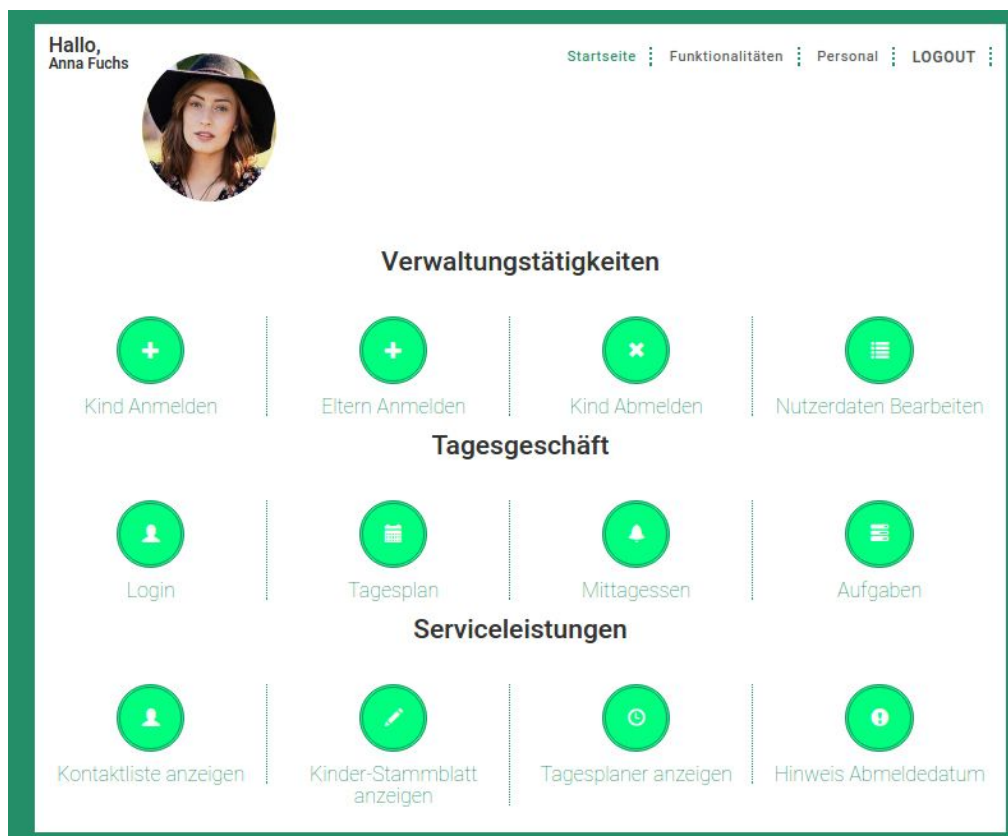 Hallo,
Anna Fuchs
Startseite Funktionalitäten Personal LOGOUT
Verwaltungstätigkeiten
Kind Anmelden Eltern Anmelden Kind Abmelden Nutzerdaten Bearbeiten
Tagesgeschäft
Login Tagesplan Mittagessen Aufgaben
Serviceleistungen
Kontaktliste anzeigen Kinder-Stammblatt anzeigen Tagesplaner anzeigen Hinweis Abmeldedatum